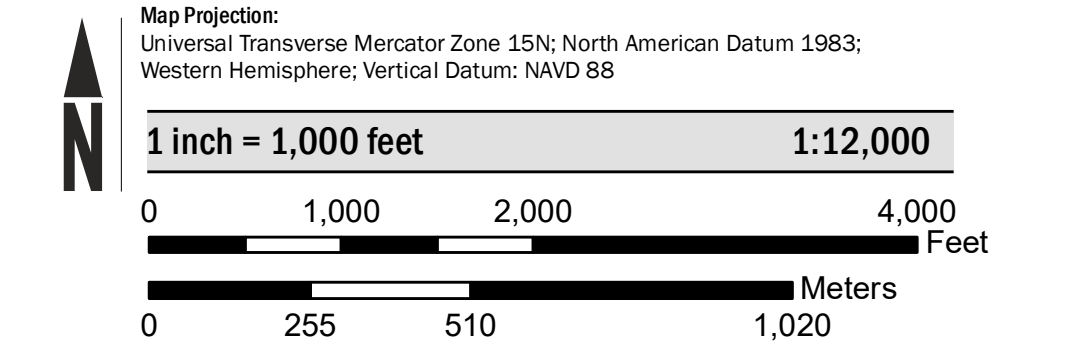 Map Projection:
Universal Transverse Mercator Zone 15N; North American Datum 1983;
Western Hemisphere; Vertical Datum: NAVD 88
N
1 inch = 1,000 feet 1:12,000
0 1,000 2,000 4,000
Feet
Meters
0 255 510 1,020